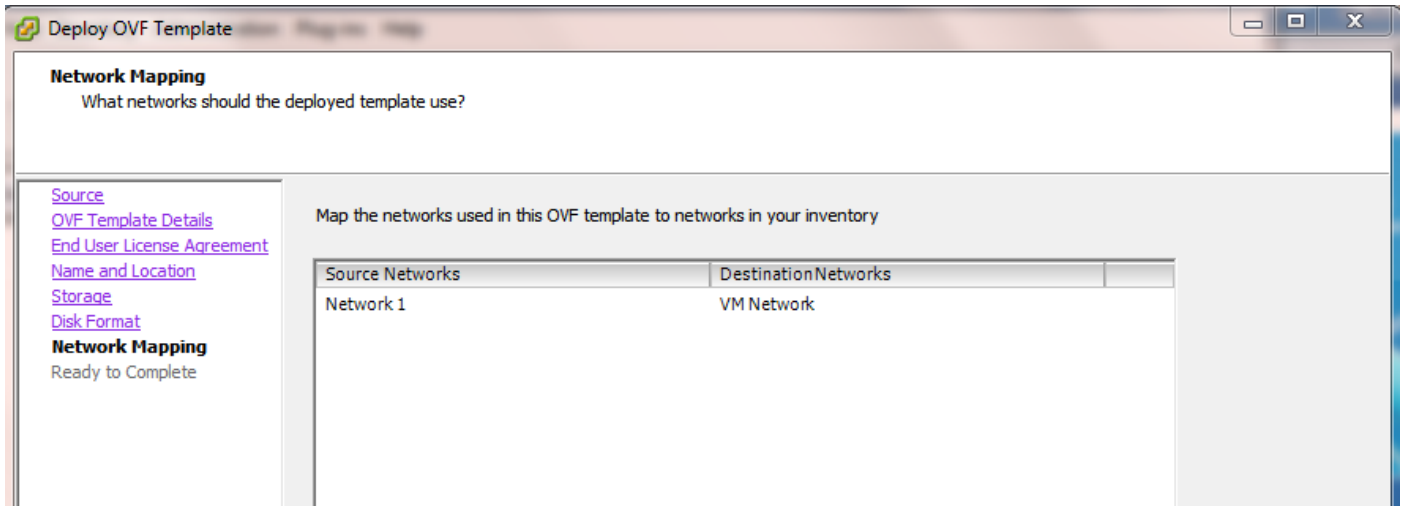 Deploy OVF Template
Network Mapping
What networks should the deployed template use?
Source
OVF Template Details
End User License Agreement
Name and Location
Storage
Disk Format
Network Mapping
Ready to Complete
Map the networks used in this OVF template to networks in your inventory
Source Networks DestinationNetworks
Network 1 VM Network